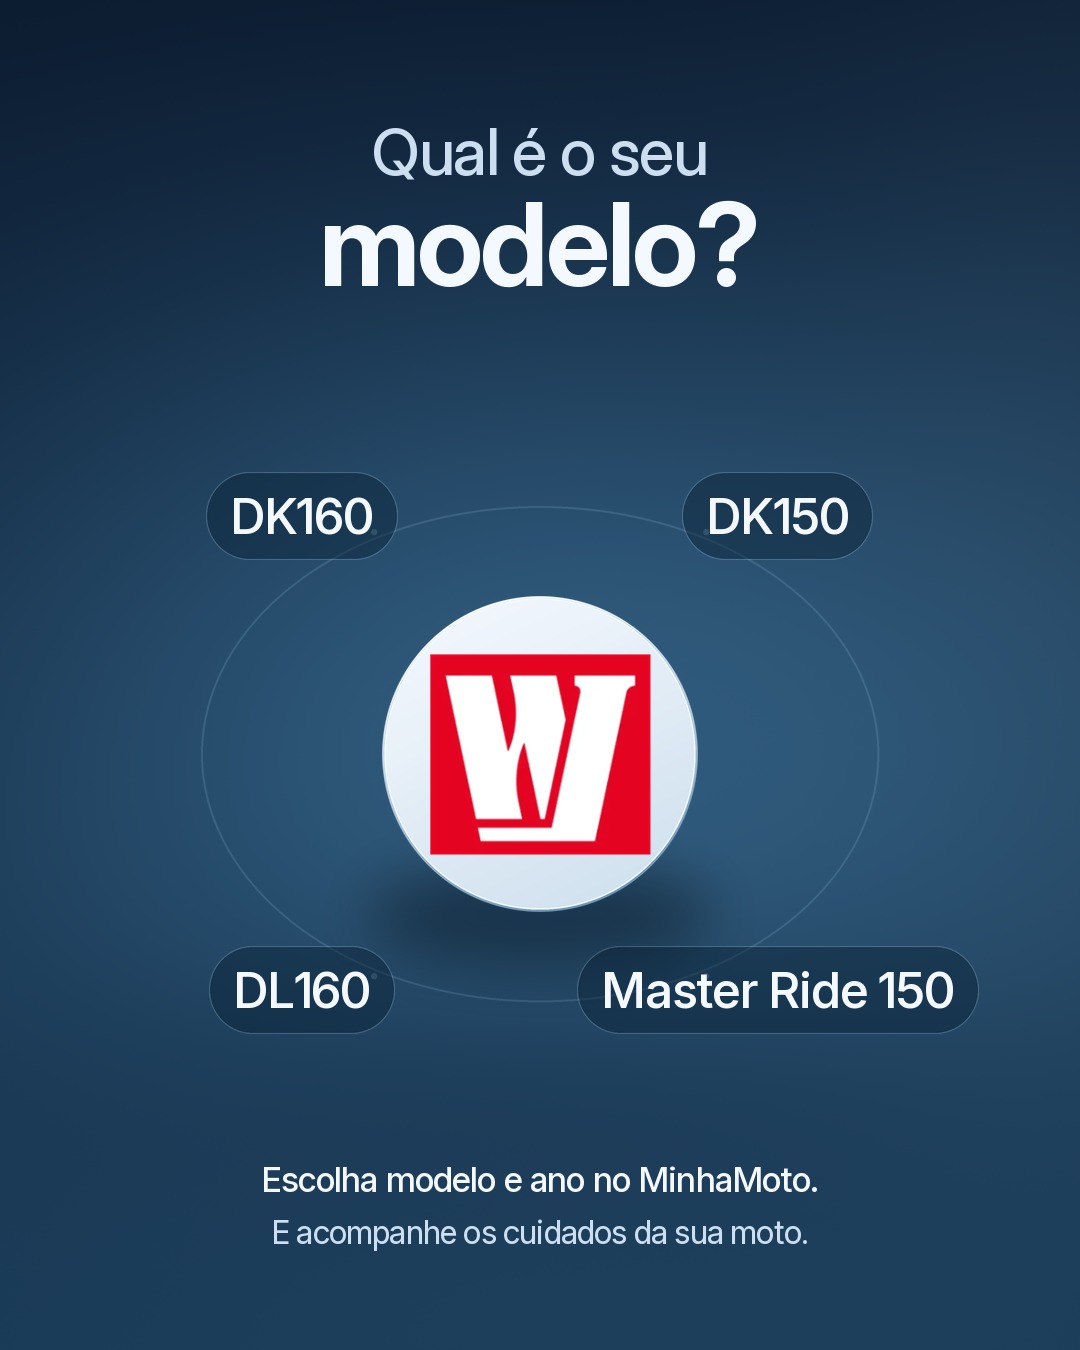 Qual é o seu
modelo?
DK160
DK150
W
DL160
Master Ride 150
Escolha modelo e ano no MinhaMoto.
E acompanhe os cuidados da sua moto.